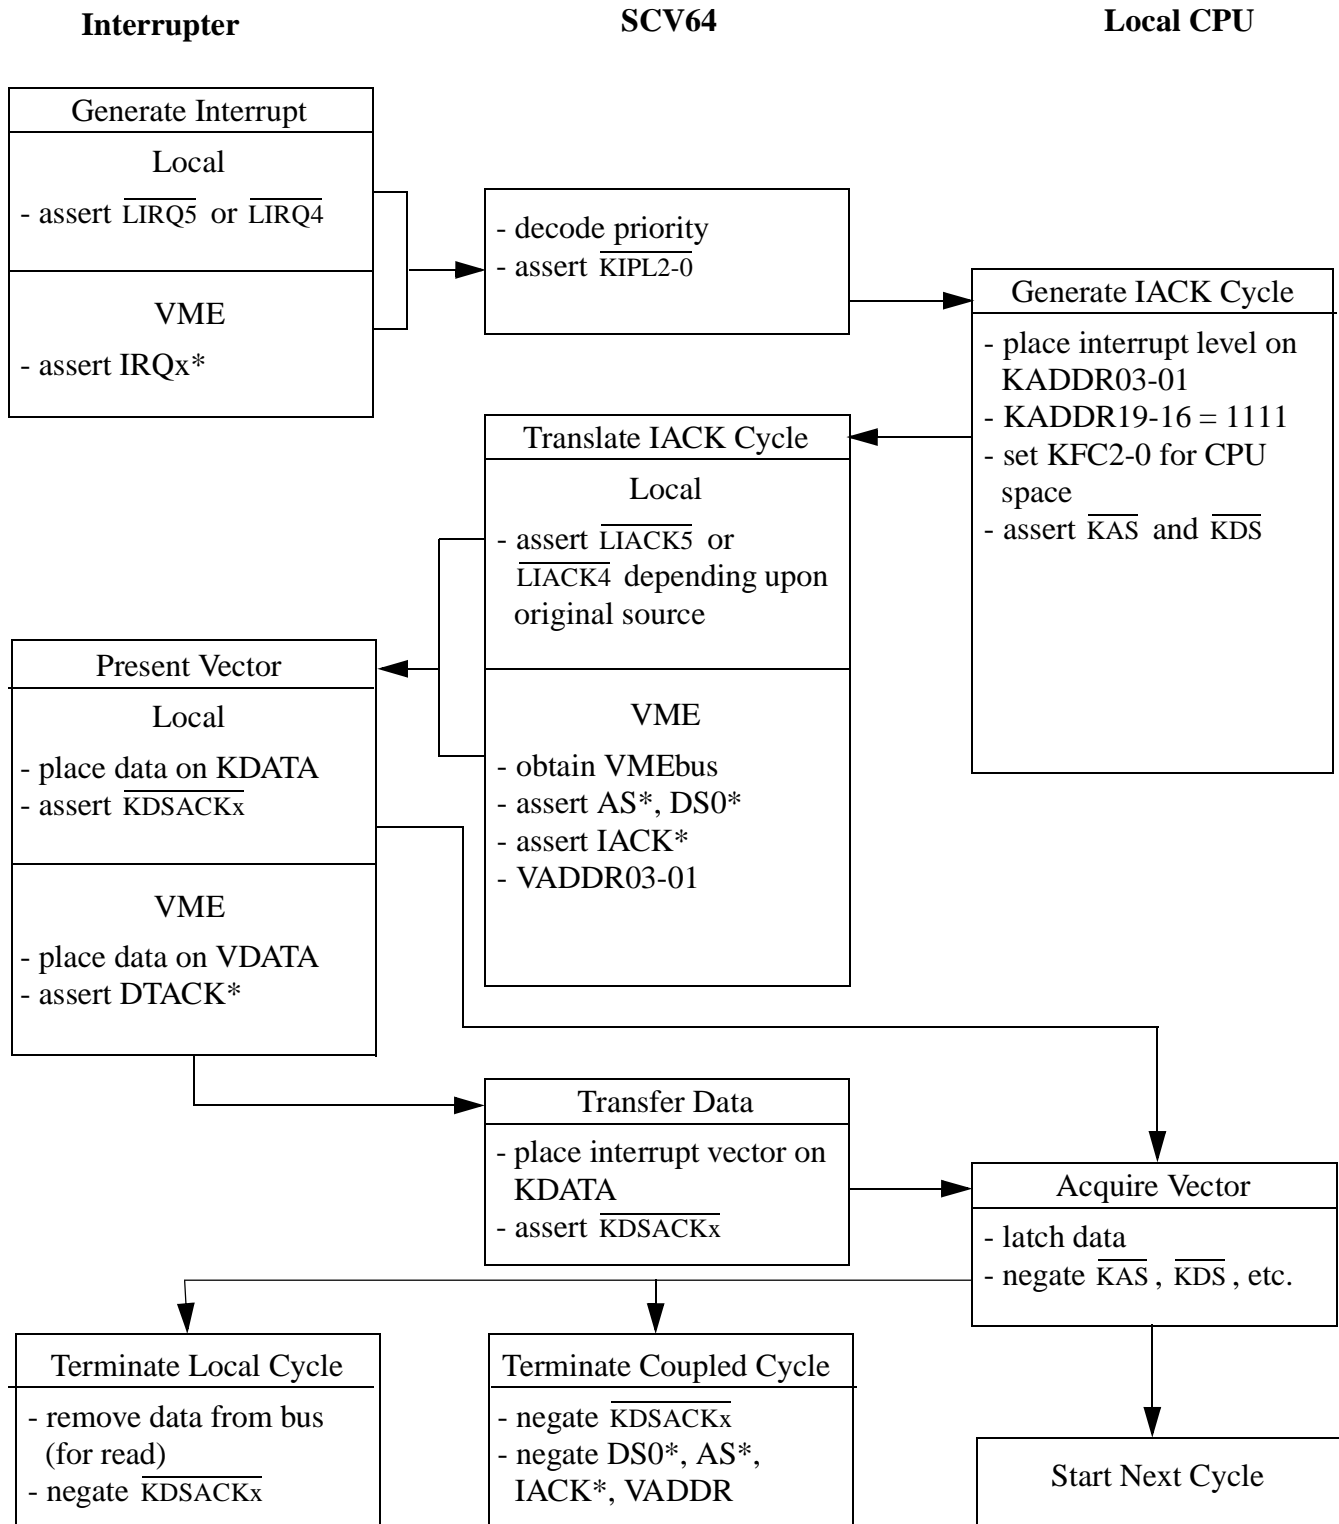 Interrupter
SCV64
Local CPU
Generate Interrupt
Local
- assert LIRQ5 or LIRQ4
VME
- assert IRQx*
- decode priority
- assert KIPL2-0
Generate IACK Cycle
- place interrupt level on
KADDR03-01
- KADDR19-16 = 1111
- set KFC2-0 for CPU
space
- assert KAS and KDS
Translate IACK Cycle
Local
- assert LIACK5 or
LIACK4 depending upon
original source
VME
- obtain VMEbus
- assert AS*, DS0*
- assert IACK*
- VADDR03-01
Present Vector
Local
- place data on KDATA
- assert KDSACKx
VME
- place data on VDATA
- assert DTACK*
Transfer Data
- place interrupt vector on
KDATA
- assert KDSACKx
Acquire Vector
- latch data
- negate KAS , KDS , etc.
Terminate Local Cycle
- remove data from bus
(for read)
- negate KDSACKx
Terminate Coupled Cycle
- negate KDSACKx
- negate DS0*, AS*,
IACK*, VADDR
Start Next Cycle